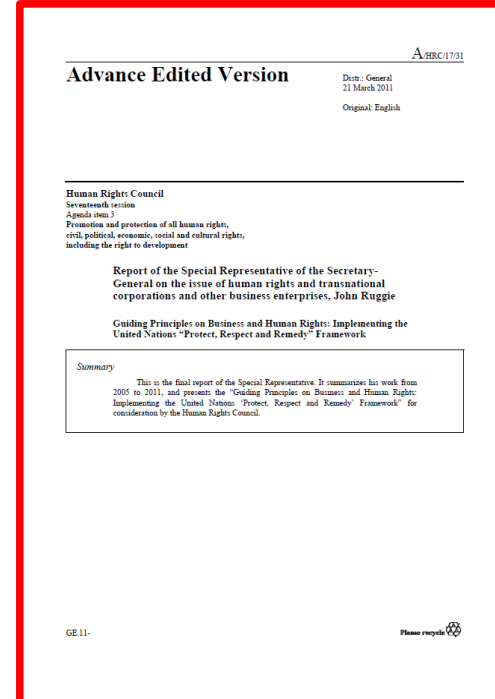 A/HRC/17/31
Advance Edited Version
Distr.: General
21 March 2011
Original: English
Human Rights Council
Seventeenth session
Agenda item 3
Promotion and protection of all human rights,
civil, political, economic, social and cultural rights,
including the right to development
Report of the Special Representative of the Secretary-
General on the issue of human rights and transnational
corporations and other business enterprises, John Ruggie
Guiding Principles on Business and Human Rights: Implementing the
United Nations “Protect, Respect and Remedy” Framework
Summary
This is the final report of the Special Representative. It summarizes his work from
2005 to 2011, and presents the “Guiding Principles on Business and Human Rights:
Implementing the United Nations ‘Protect, Respect and Remedy’ Framework” for
consideration by the Human Rights Council.
GE.11-
Please recycle